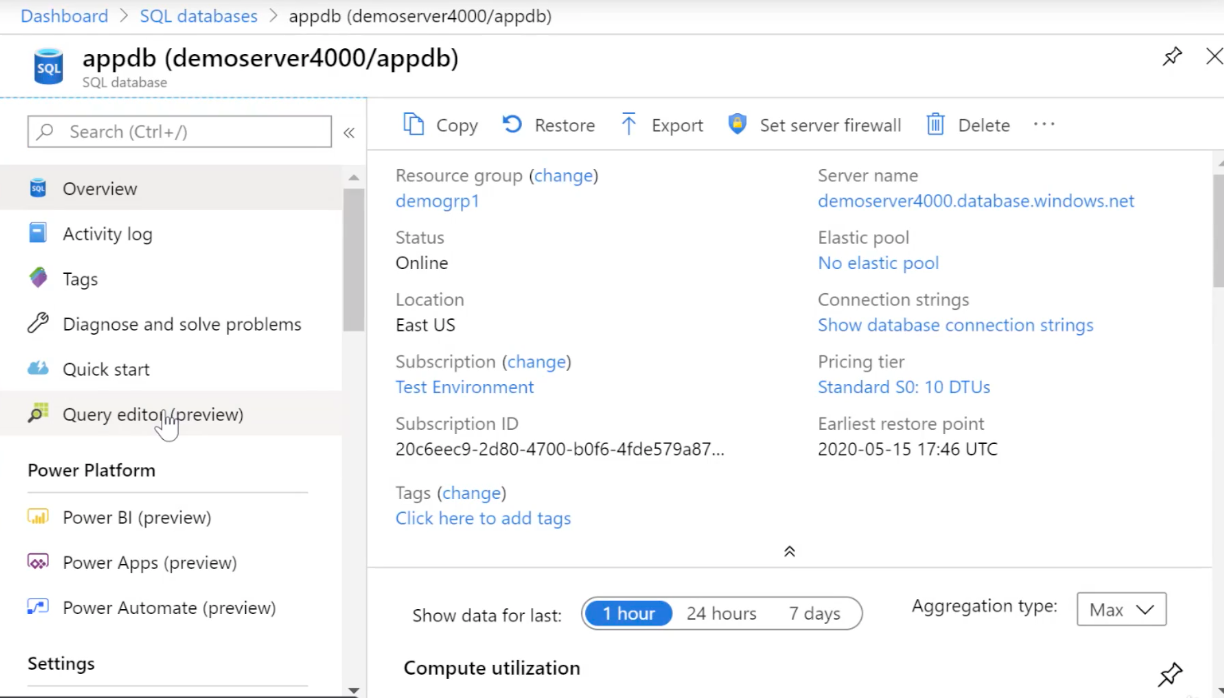 Dashboard > SQL databases > appdb (demoserver4000/appdb)
SQL
appdb (demoserver4000/appdb)
SQL database
Search (Ctrl+/)
Copy
Restore
Export
Set server firewall
Delete
...
SQL
Overview
Activity log
Tags
Diagnose and solve problems
Quick start
Query editor (preview)
Power Platform
Power BI (preview)
Power Apps (preview)
Power Automate (preview)
Settings
Resource group (change)
demogrp1
Status
Online
Location
East US
Subscription (change)
Test Environment
Subscription ID
20c6eec9-2d80-4700-b0f6-4fde579a87...
Tags (change)
Click here to add tags
Server name
demoserver4000.database.windows.net
Elastic pool
No elastic pool
Connection strings
Show database connection strings
Pricing tier
Standard S0: 10 DTUs
Earliest restore point
2020-05-15 17:46 UTC
Show data for last:
1 hour
24 hours
7 days
Aggregation type:
Max
Compute utilization